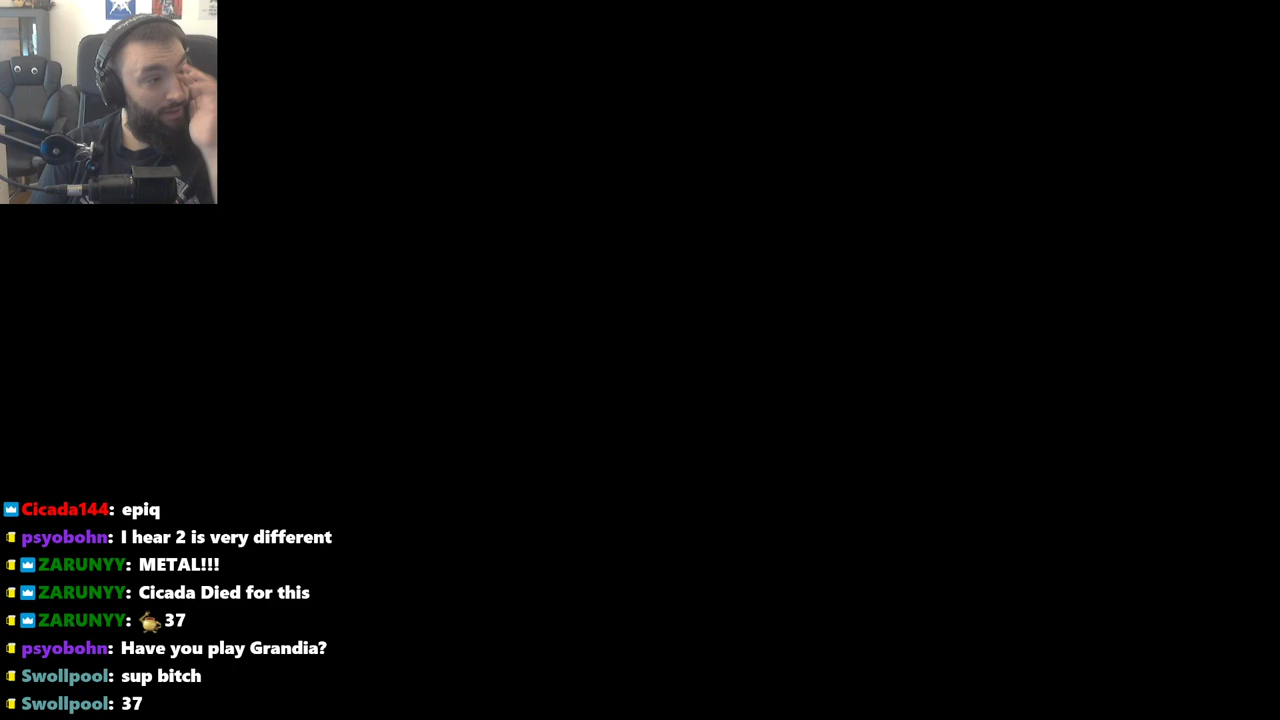 Cicada144: epiq
psyobohn: I hear 2 is very different
ZARUNYY: METAL!!!
ZARUNYY: Cicada Died for this
ZARUNYY: 37
psyobohn: Have you play Grandia?
Swollpool: sup bitch
Swollpool: 37